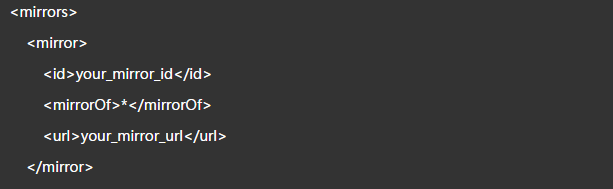 <mirrors>
<mirror>
<id>your_mirror_id</id>
<mirrorOf>*</mirrorOf>
<url>your_mirror_url</url>
</mirror>